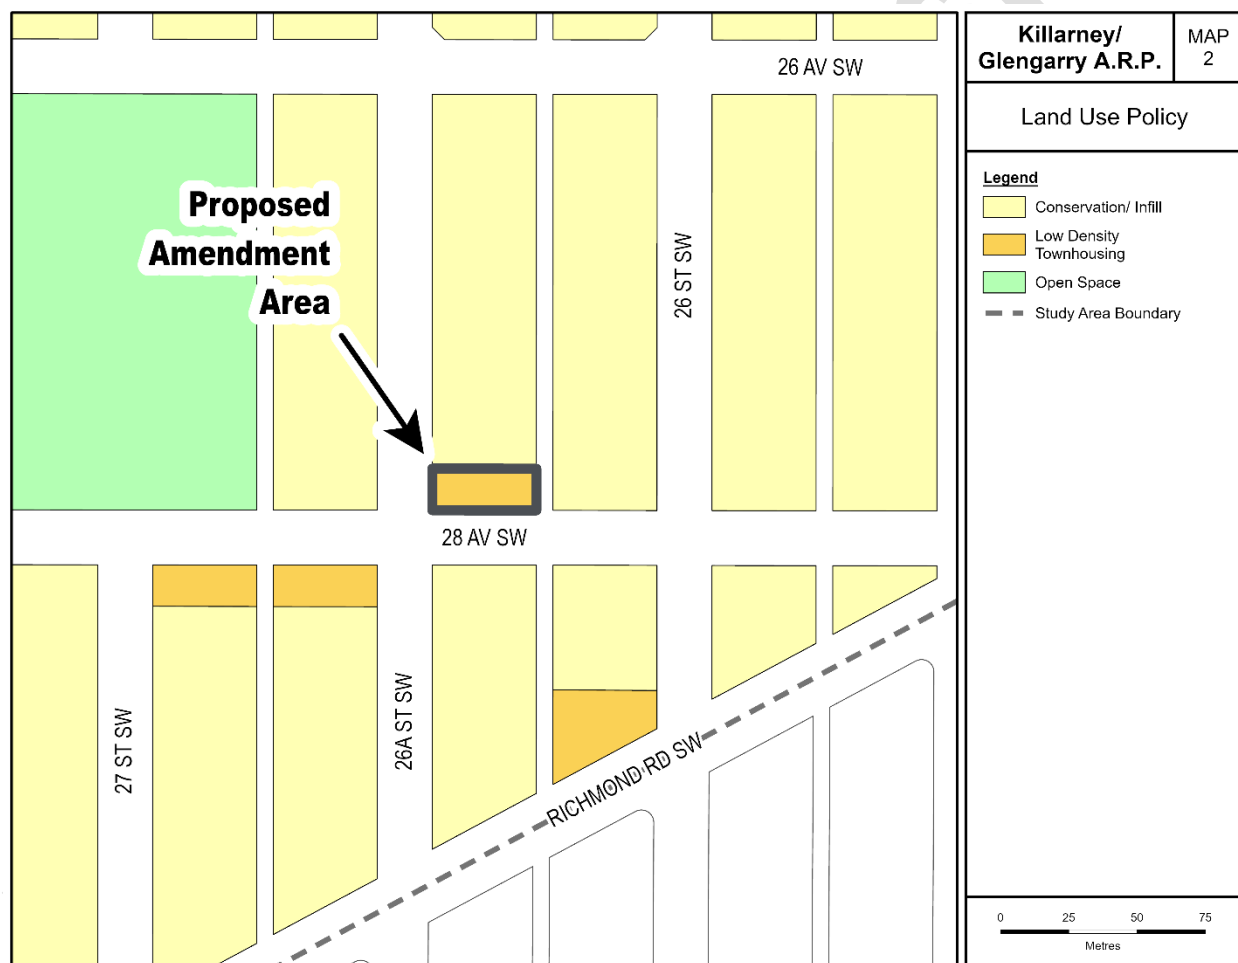 26 AV SW
Proposed
Amendment
Area
26 ST SW
28 AV SW
27 ST SW
26A ST SW
RICHMOND RD SW
Killarney/
Glengarry A.R.P.
MAP
2
Land Use Policy
Legend
Conservation/ Infill
Low Density
Townhousing
Open Space
Study Area Boundary
0 25 50 75
Metres